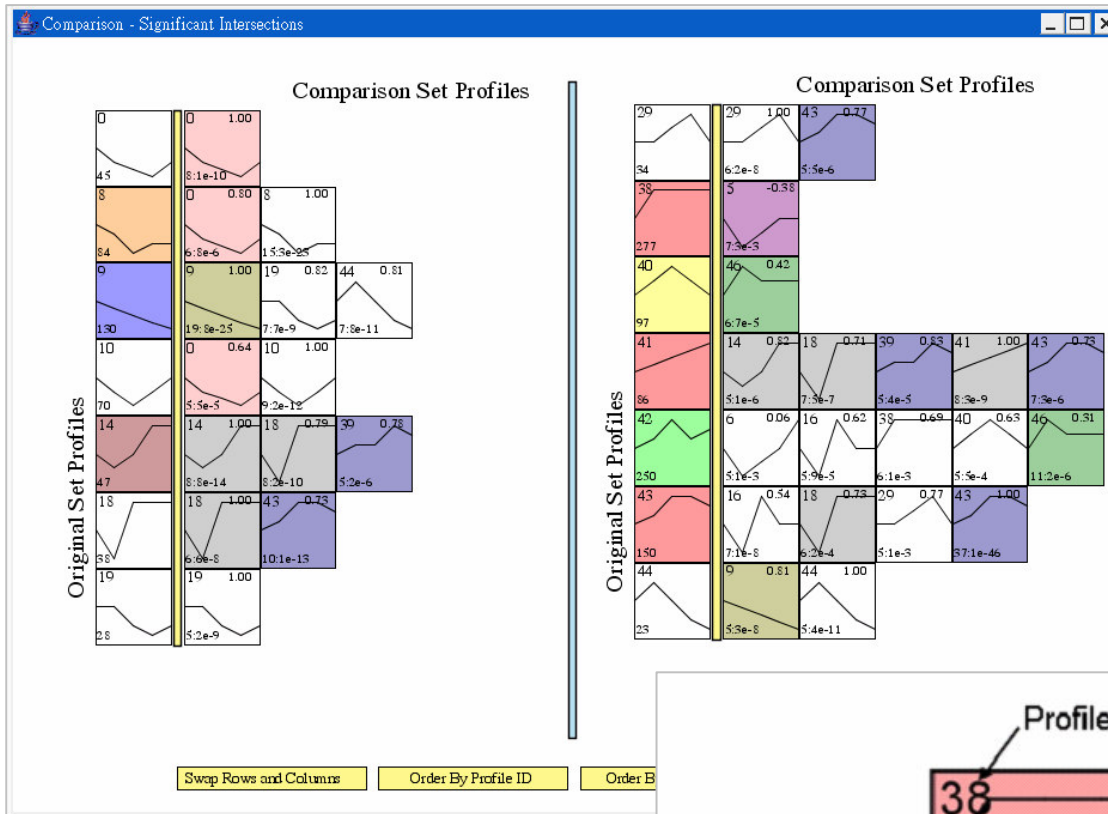 Comparison - Significant Intersections
Comparison Set Profiles
Original Set Profiles
0
45
0 1.00
8:1e-10
8
84
0 0.80
6:8e-6
8 1.00
15:3e-23
9
130
9 1.00
19:8e-25
19 0.82
7:7e-9
44 0.81
7:8e-11
10
70
0 0.64
5:5e-5
10 1.00
9:2e-12
14
47
14 1.00
8:8e-14
18 0.79
8:2e-10
39 0.78
5:2e-6
18
38
18 1.00
6:6e-8
43 0.73
10:1e-13
19
28
19 1.00
5:2e-9
Comparison Set Profiles
Original Set Profiles
29
34
29 1.00
6:2e-8
43 0.77
5:5e-6
38
277
5 -0.38
7:3e-3
40
97
46 0.42
6:7e-5
41
86
14 0.82
5:1e-6
18 0.71
7:5e-7
39 0.83
5:4e-5
41 1.00
8:3e-9
43 0.73
7:3e-6
42
250
6 0.06
5:1e-3
16 0.62
5:9e-5
38 0.69
6:1e-3
40 0.63
5:5e-4
46 0.31
11:2e-6
43
150
16 0.54
7:1e-8
18 0.73
6:2e-4
29 0.77
5:1e-3
43 1.00
37:1e-46
44
23
9 0.81
5:3e-8
44 1.00
5:4e-11
Swap Rows and Columns
Order By Profile ID
Order B
Profile
38